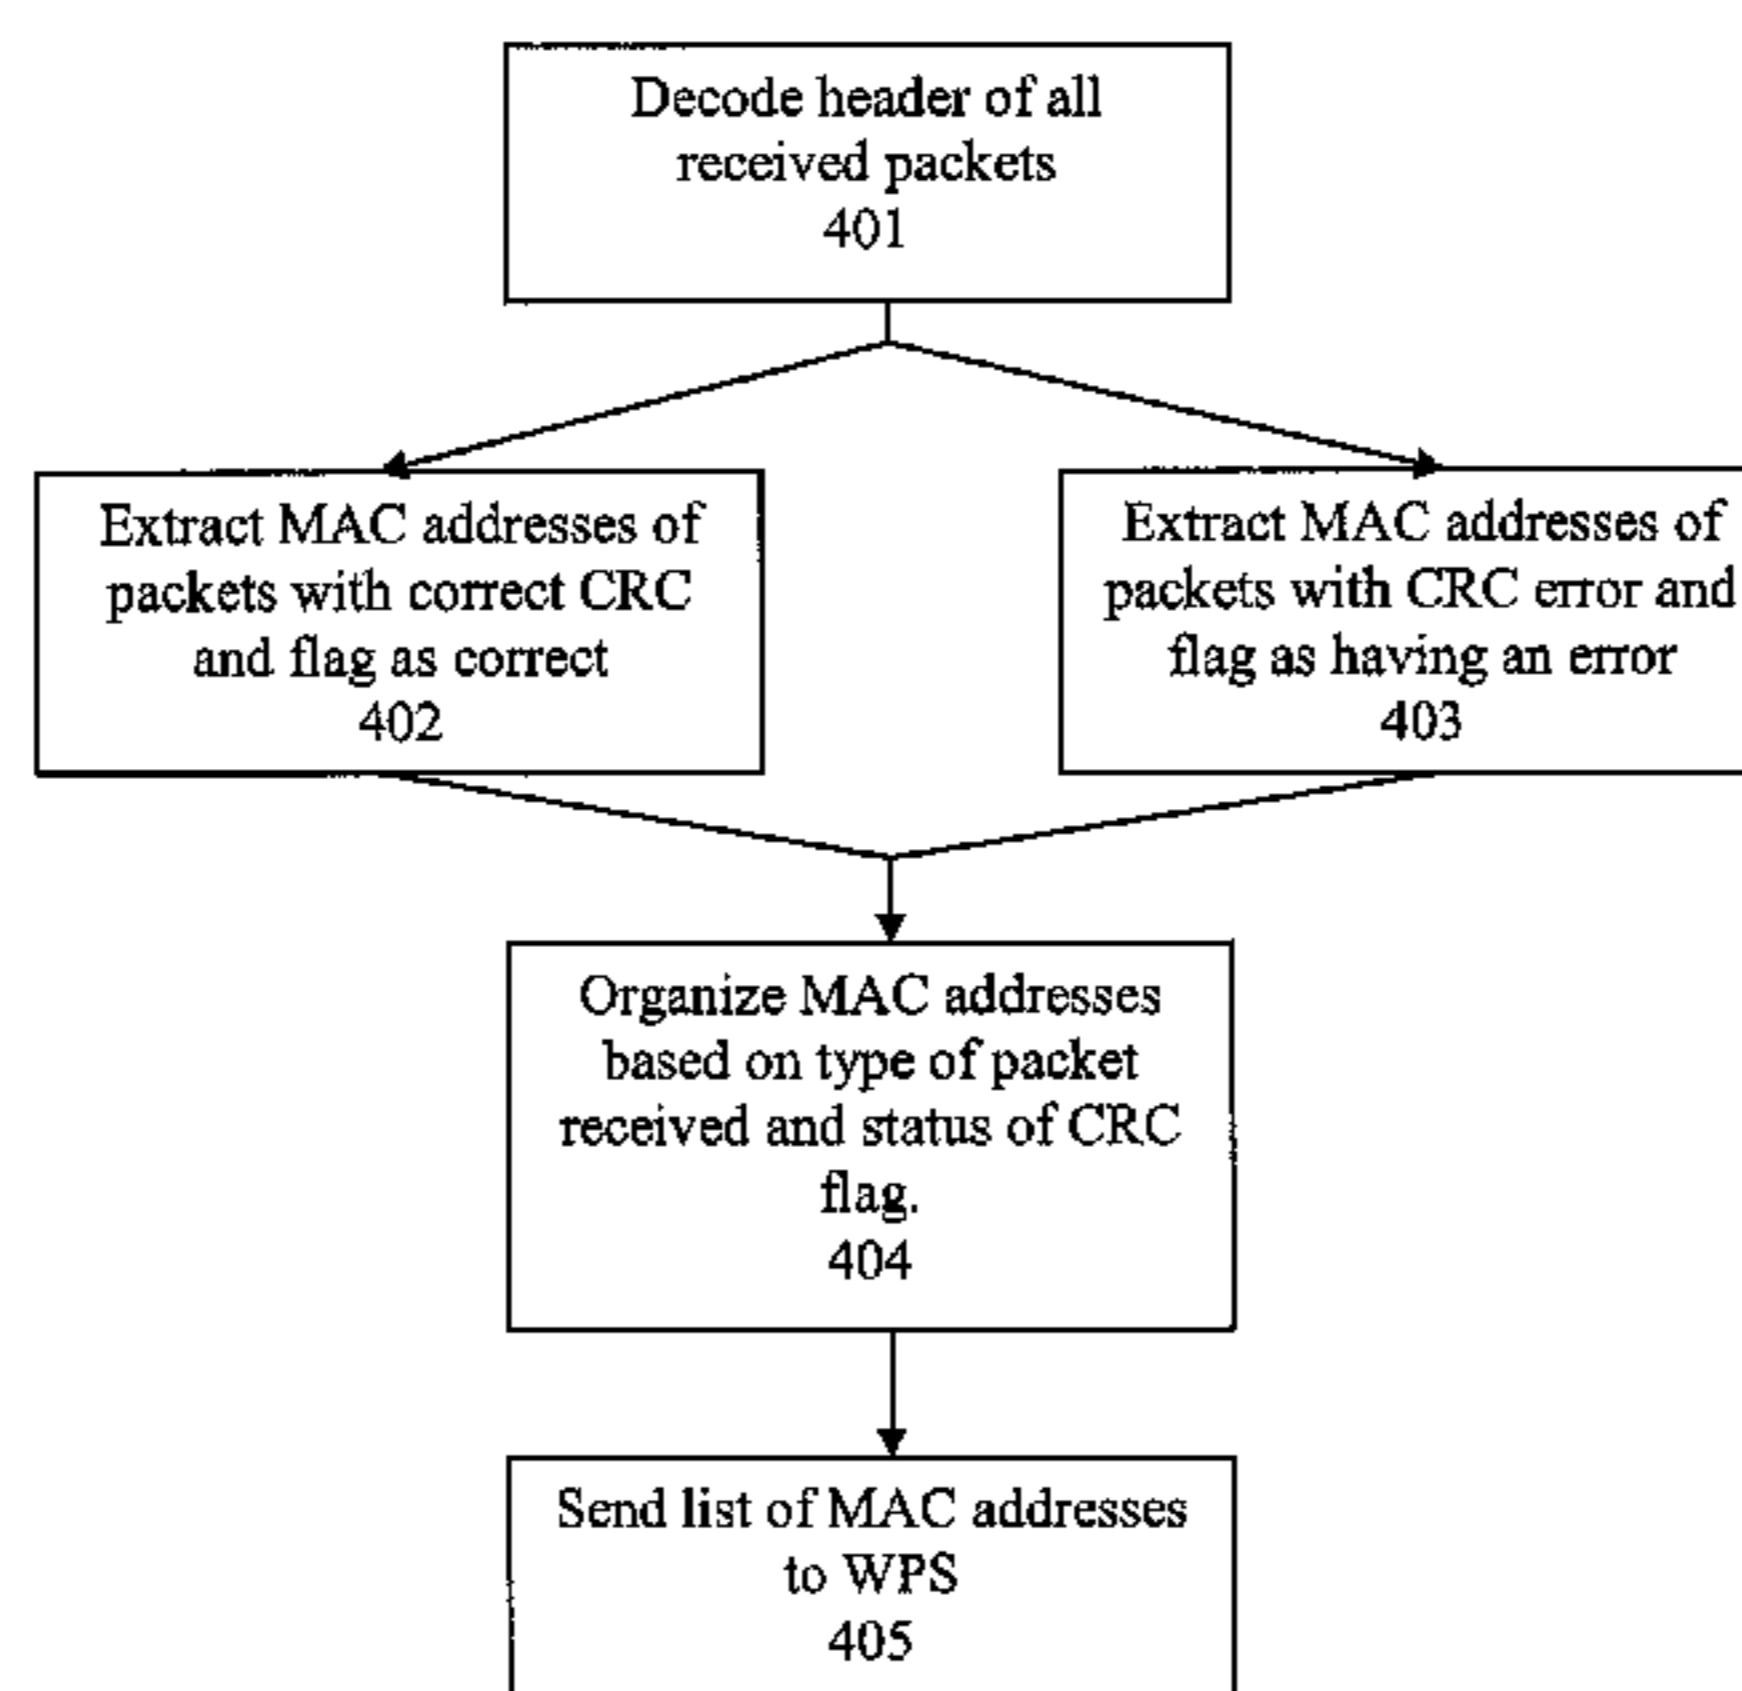 Decode header of all
received packets
401
Extract MAC addresses of
packets with correct CRC
and flag as correct
402
Extract MAC addresses of
packets with CRC error and
flag as having an error
403
Organize MAC addresses
based on type of packet
received and status of CRC
flag.
404
Send list of MAC addresses
to WPS
405